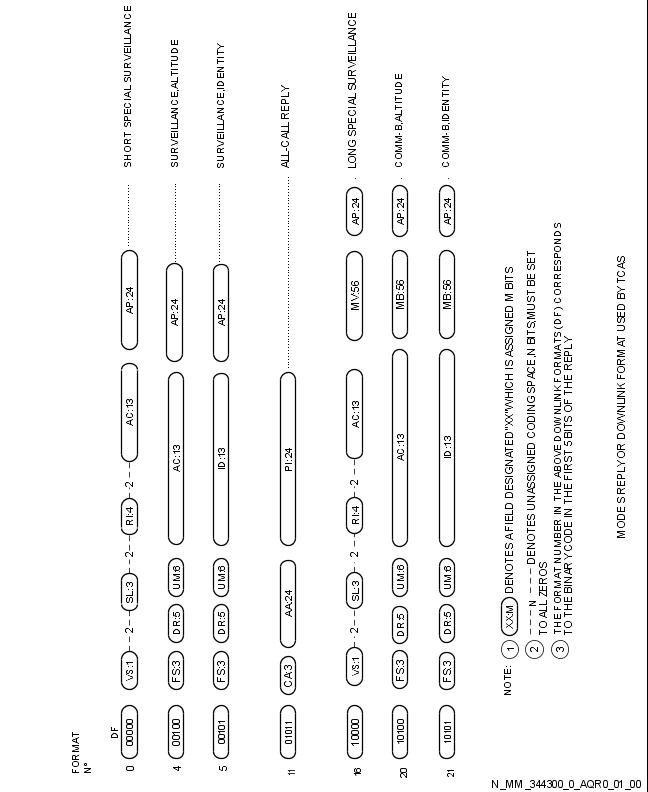 FORMAT
N°
DF
0 00000 VS:1 --2-- SL:3 --2-- RI:4 -2-- AC:13 AP:24 SHORT SPECIAL SURVEILLANCE
4 00100 FS:3 DR:5 UM:6 AC:13 AP:24 SURVEILLANCE,ALTITUDE
5 00101 FS:3 DR:5 UM:6 ID:13 AP:24 SURVEILLANCE,IDENTITY
11 01011 CA:3 AA:24 PI:24 ALL-CALL REPLY
16 10000 VS:1 -2-- SL:3 --2-- RI:4 -2-- AC:13 MV:56 AP:24 LONG SPECIAL SURVEILLANCE
20 10100 FS:3 DR:5 UM:6 AC:13 MB:56 AP:24 COMM-B,ALTITUDE
21 10101 FS:3 DR:5 UM:6 ID:13 MB:56 AP:24 COMM-B,IDENTITY
NOTE: 1 XX:M DENOTES A FIELD DESIGNATED "XX"WHICH IS ASSIGNED M BITS
2 ---N --- DENOTES UNASSIGNED CODING SPACE,N BITS,MUST BE SET
TO ALL ZEROS
3 THE FORMAT NUMBER IN THE ABOVE DOWNLINK FORMATS (DF) CORRESPONDS
TO THE BINARY CODE IN THE FIRST 5 BITS OF THE REPLY
MODE S REPLY OR DOWNLINK FORMAT USED BY TCAS
N_MM_344300_0_AQR0_01_00